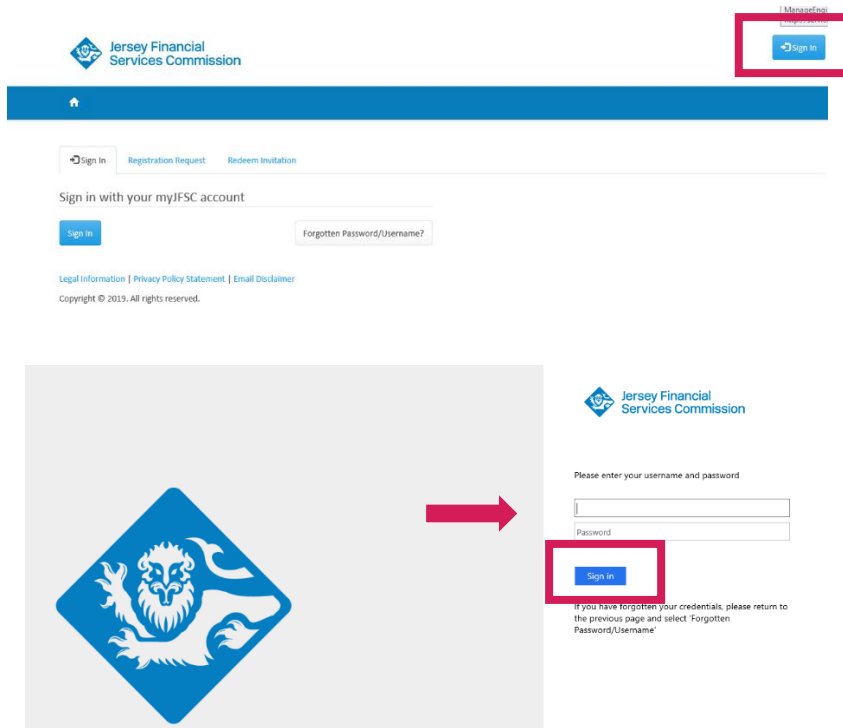 | ManageEngi
Jersey Financial
Services Commission
Sign In
Sign In
Registration Request
Redeem Invitation
Sign in with your myJFSC account
Sign In
Forgotten Password/Username?
Legal Information | Privacy Policy Statement | Email Disclaimer
Copyright © 2019. All rights reserved.
Jersey Financial
Services Commission
Please enter your username and password
Password
Sign in
If you have forgotten your credentials, please return to
the previous page and select 'Forgotten
Password/Username'